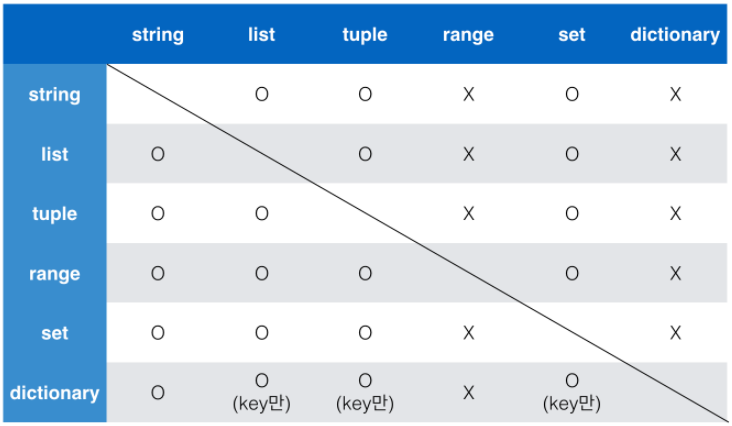 string list tuple range set dictionary
string O O X O X
list O O X O X
tuple O O X O X
range O O O O X
set O O O X X
dictionary O O (key만) O (key만) X O (key만)